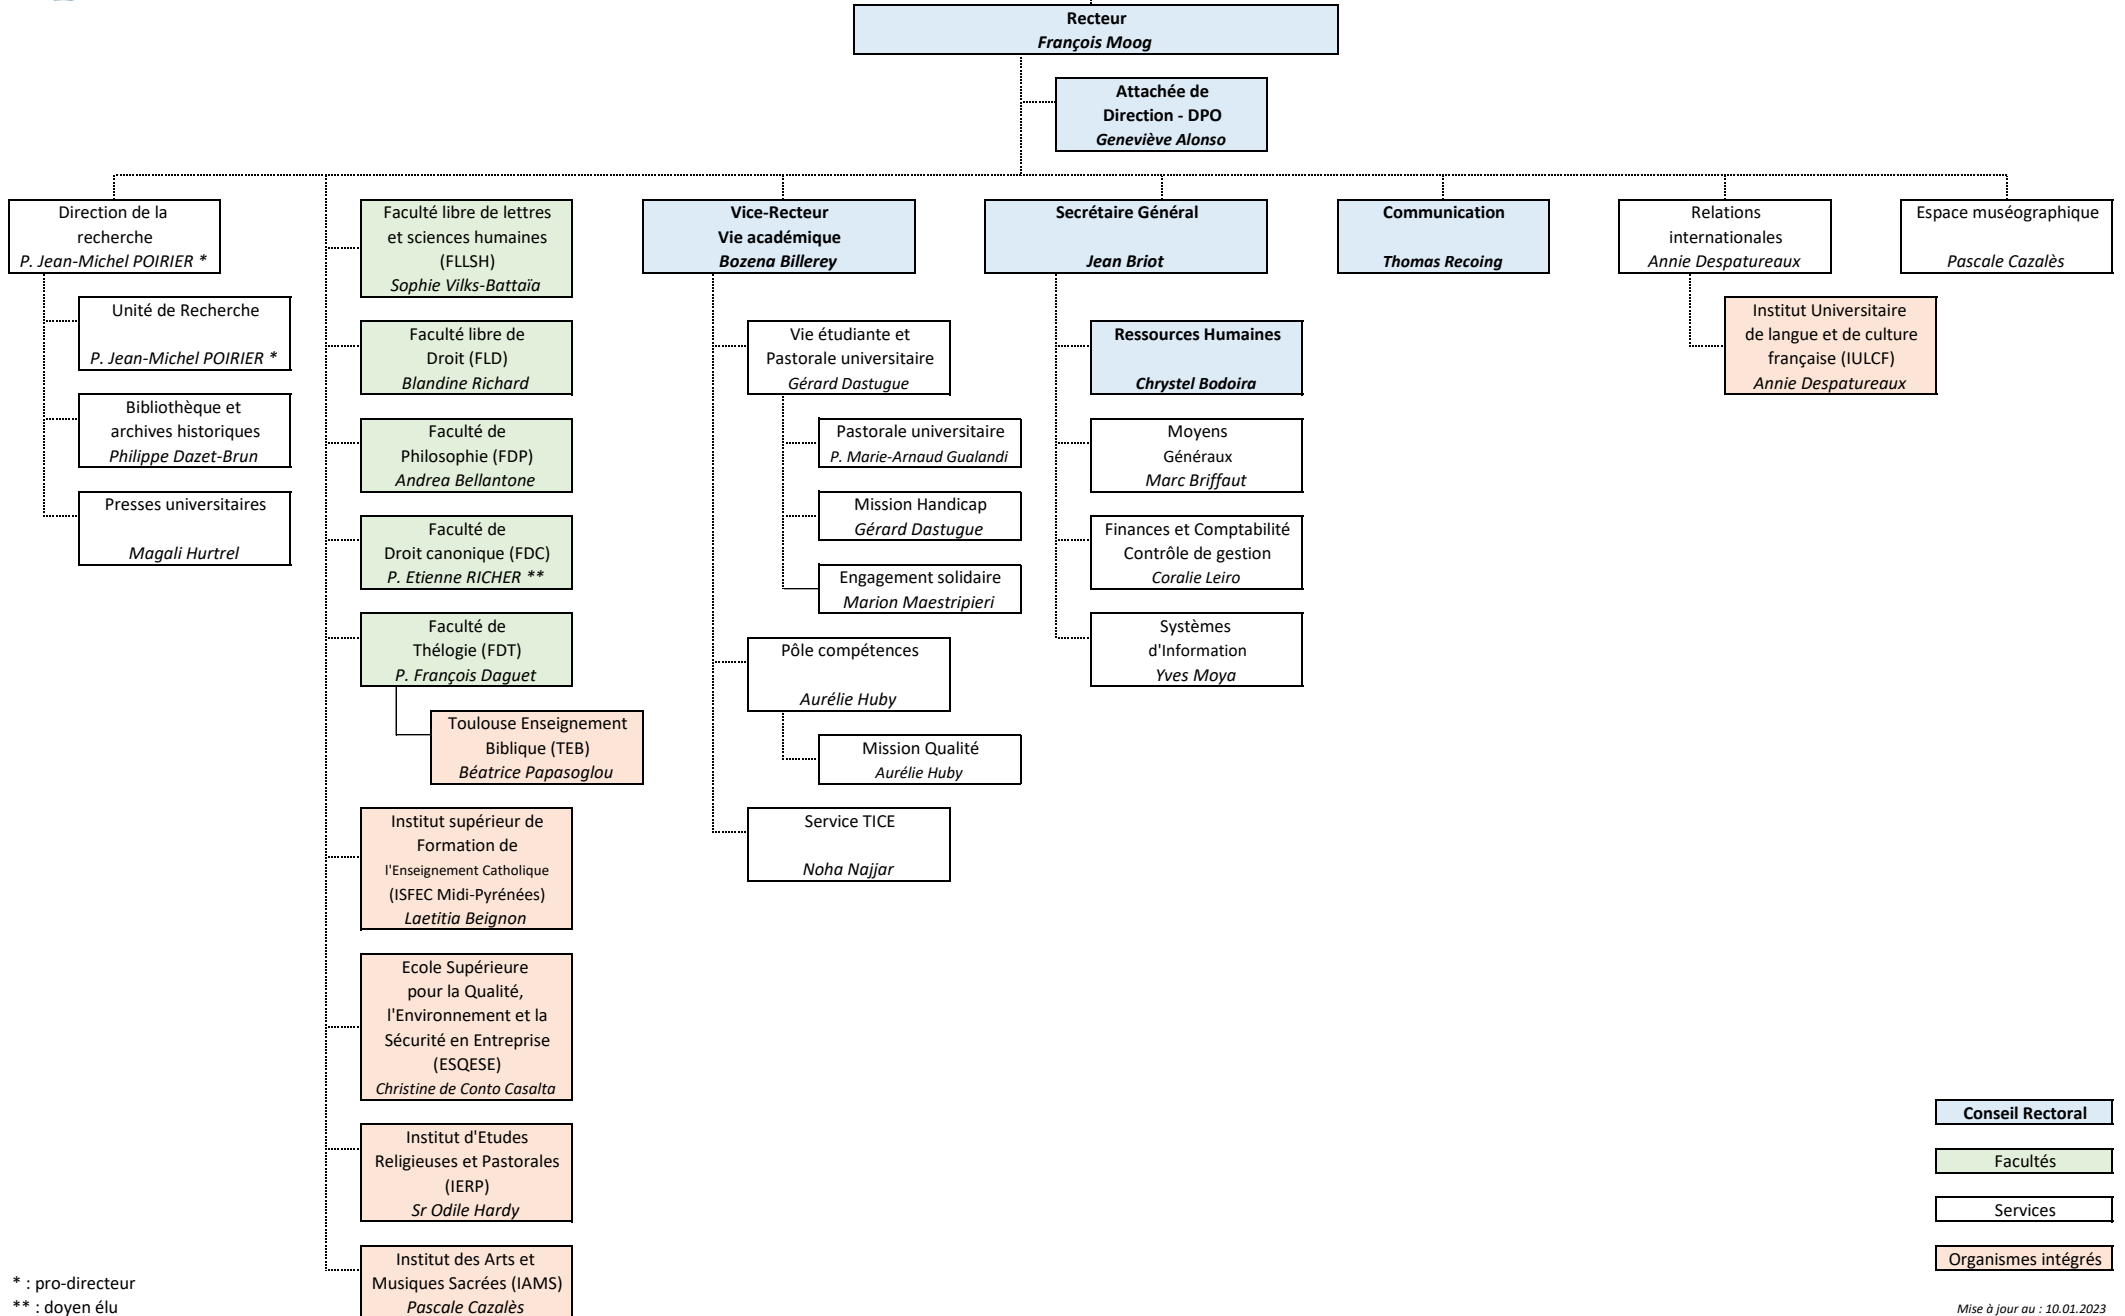 Recteur
François Moog
Attachée de
Direction - DPO
Geneviève Alonso
Direction de la
recherche
P. Jean-Michel POIRIER *
Unité de Recherche
P. Jean-Michel POIRIER *
Bibliothèque et
archives historiques
Philippe Dazet-Brun
Presses universitaires
Magali Hurtrel
Faculté libre de lettres
et sciences humaines
(FLLSH)
Sophie Vilks-Battaïa
Faculté libre de
Droit (FLD)
Blandine Richard
Faculté de
Philosophie (FDP)
Andrea Bellantone
Faculté de
Droit canonique (FDC)
P. Etienne RICHER **
Faculté de
Thélogie (FDT)
P. François Daguet
Toulouse Enseignement
Biblique (TEB)
Béatrice Papasoglou
Institut supérieur de
Formation de
l'Enseignement Catholique
(ISFEC Midi-Pyrénées)
Laetitia Beignon
Ecole Supérieure
pour la Qualité,
l'Environnement et la
Sécurité en Entreprise
(ESQESE)
Christine de Conto Casalta
Institut d'Etudes
Religieuses et Pastorales
(IERP)
Sr Odile Hardy
Institut des Arts et
Musiques Sacrées (IAMS)
Pascale Cazalès
Vice-Recteur
Vie académique
Bozena Billerey
Vie étudiante et
Pastorale universitaire
Gérard Dastugue
Pastorale universitaire
P. Marie-Arnaud Gualandi
Mission Handicap
Gérard Dastugue
Engagement solidaire
Marion Maestripieri
Pôle compétences
Aurélie Huby
Mission Qualité
Aurélie Huby
Service TICE
Noha Najjar
Secrétaire Général
Jean Briot
Ressources Humaines
Chrystel Bodoira
Moyens
Généraux
Marc Briffaut
Finances et Comptabilité
Contrôle de gestion
Coralie Leiro
Systèmes
d'Information
Yves Moya
Communication
Thomas Recoing
Relations
internationales
Annie Despatureaux
Institut Universitaire
de langue et de culture
française (IULCF)
Annie Despatureaux
Espace muséographique
Pascale Cazalès
Conseil Rectoral
Facultés
Services
Organismes intégrés
* : pro-directeur
** : doyen élu
Mise à jour au : 10.01.2023